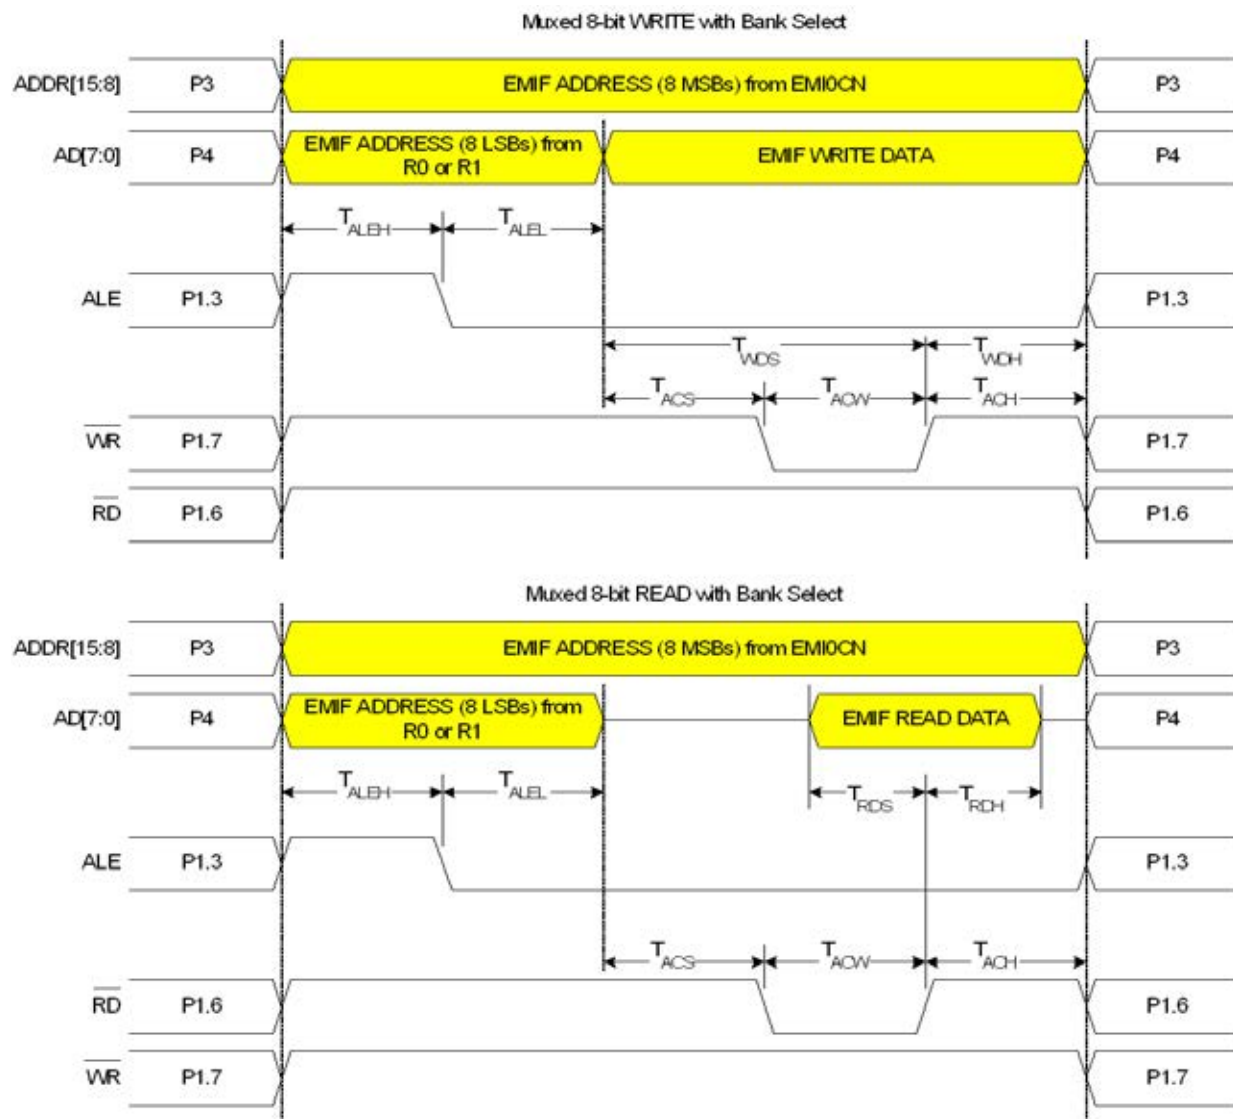 Muxed 8-bit WRITE with Bank Select
ADDR[15:8] P3 EMIF ADDRESS (8 MSBs) from EMI0CN P3
AD[7:0] P4 EMIF ADDRESS (8 LSBs) from R0 or R1 EMIF WRITE DATA P4
TALEH TALEL
ALE P1.3 P1.3
TWDS TWDH
TACS TACW TACH
WR P1.7 P1.7
RD P1.6 P1.6
Muxed 8-bit READ with Bank Select
ADDR[15:8] P3 EMIF ADDRESS (8 MSBs) from EMI0CN P3
AD[7:0] P4 EMIF ADDRESS (8 LSBs) from R0 or R1 EMIF READ DATA P4
TALEH TALEL TRDS TRDH
ALE P1.3 P1.3
TACS TACW TACH
RD P1.6 P1.6
WR P1.7 P1.7